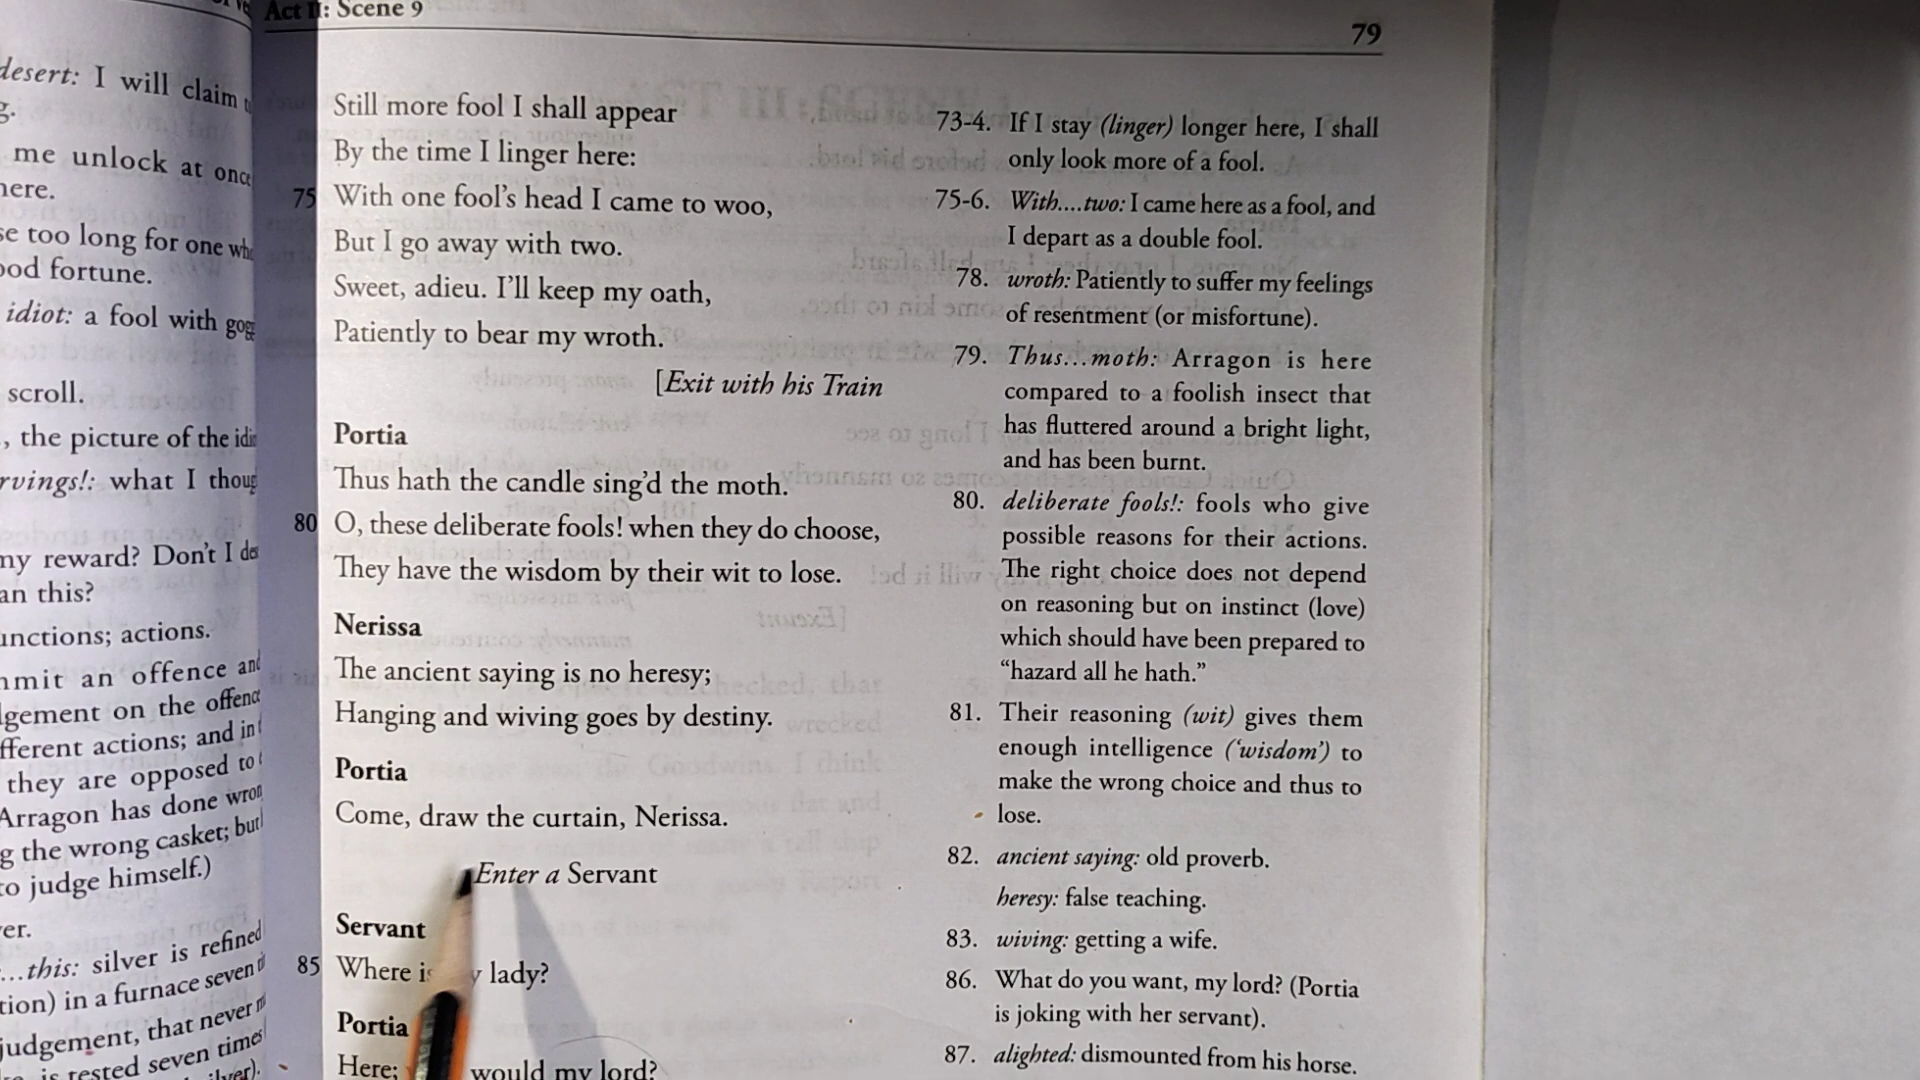 Act II: Scene 9
79
desert: I will claim
g.
me unlock at once
here.
se too long for one who
ood fortune.
idiot: a fool with
scroll.
, the picture of the
rvings!: what I
my reward? Don't I
an this?
unctions; actions.
mmit an offence and
dgement on the offence
fferent actions; and in
they are opposed to
Arragon has done
g the wrong casket; but
to judge himself.)
ver.
...this: silver is refined
tion) in a furnace seven
judgement, that never
is tested seven times
Still more fool I shall appear
By the time I linger here:
75 With one fool's head I came to woo,
But I go away with two.
Sweet, adieu. I'll keep my oath,
Patiently to bear my wroth.
[Exit with his Train
Portia
Thus hath the candle sing'd the moth.
80 O, these deliberate fools! when they do choose,
They have the wisdom by their wit to lose.
Nerissa
The ancient saying is no heresy;
Hanging and wiving goes by destiny.
Portia
Come, draw the curtain, Nerissa.
Enter a Servant
Servant
85 Where is my lady?
Portia
Here; would my lord?
73-4. If I stay (linger) longer here, I shall
only look more of a fool.
75-6. With....two: I came here as a fool, and
I depart as a double fool.
78. wroth: Patiently to suffer my feelings
of resentment (or misfortune).
79. Thus...moth: Arragon is here
compared to a foolish insect that
has fluttered around a bright light,
and has been burnt.
80. deliberate fools!: fools who give
possible reasons for their actions.
The right choice does not depend
on reasoning but on instinct (love)
which should have been prepared to
“hazard all he hath.”
81. Their reasoning (wit) gives them
enough intelligence (‘wisdom’) to
make the wrong choice and thus to
lose.
82. ancient saying: old proverb.
heresy: false teaching.
83. wiving: getting a wife.
86. What do you want, my lord? (Portia
is joking with her servant).
87. alighted: dismounted from his horse.